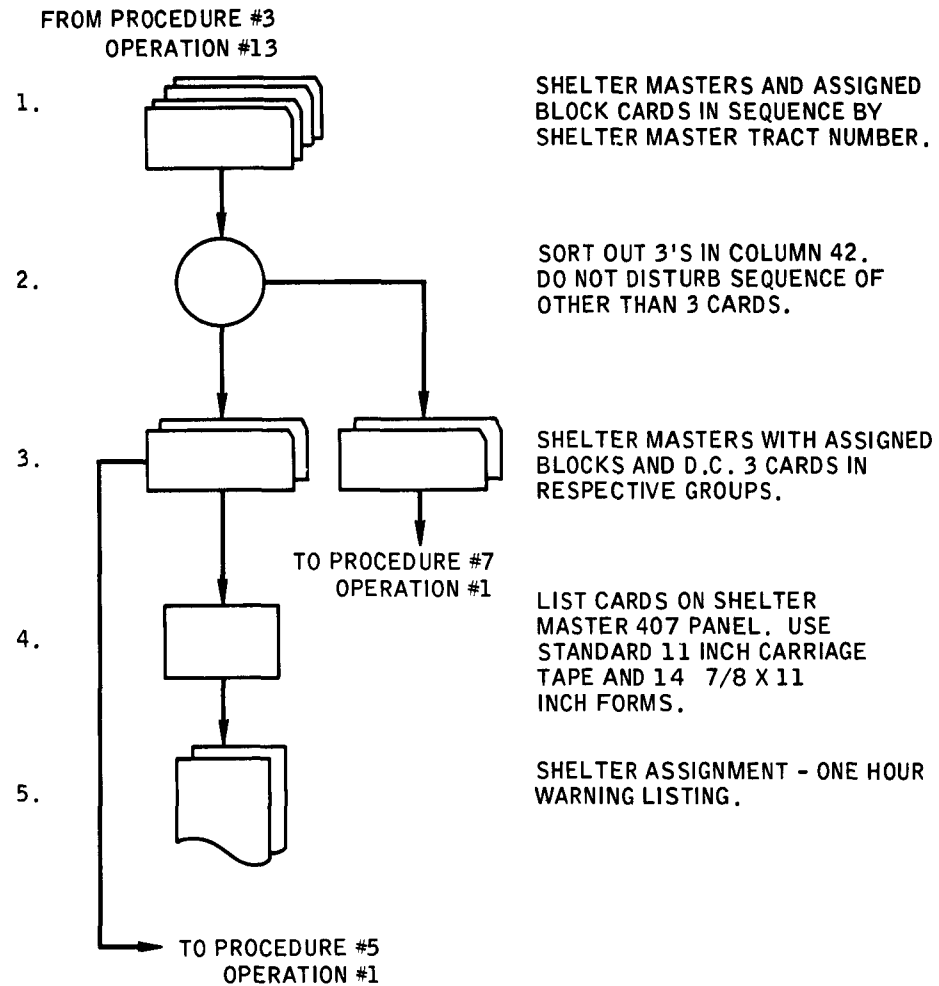 FROM PROCEDURE #3
OPERATION #13
1.
SHELTER MASTERS AND ASSIGNED
BLOCK CARDS IN SEQUENCE BY
SHELTER MASTER TRACT NUMBER.
2.
SORT OUT 3'S IN COLUMN 42.
DO NOT DISTURB SEQUENCE OF
OTHER THAN 3 CARDS.
3.
SHELTER MASTERS WITH ASSIGNED
BLOCKS AND D.C. 3 CARDS IN
RESPECTIVE GROUPS.
TO PROCEDURE #7
OPERATION #1
4.
LIST CARDS ON SHELTER
MASTER 407 PANEL. USE
STANDARD 11 INCH CARRIAGE
TAPE AND 14 7/8 X 11
INCH FORMS.
5.
SHELTER ASSIGNMENT - ONE HOUR
WARNING LISTING.
TO PROCEDURE #5
OPERATION #1